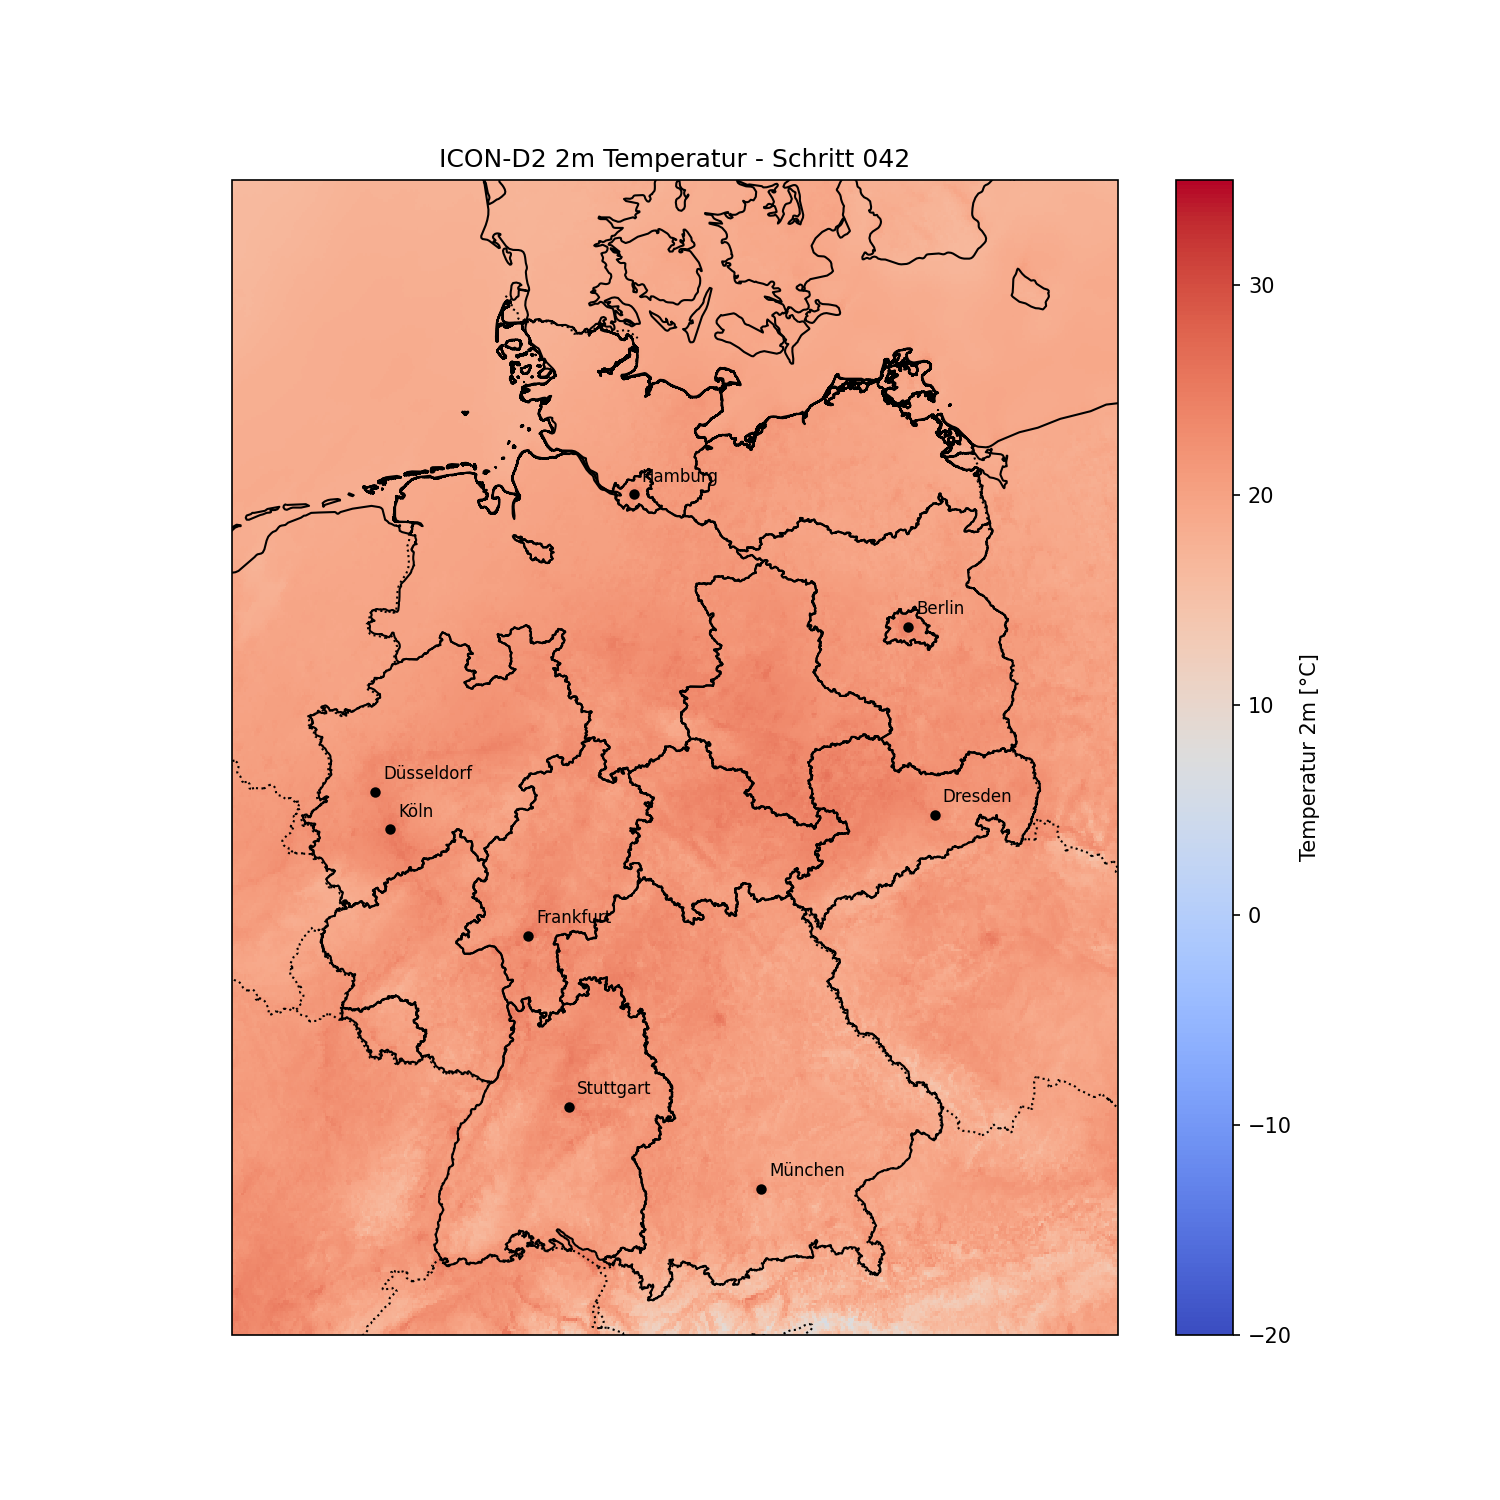 ICON-D2 2m Temperatur - Schritt 042
Hamburg
Berlin
Düsseldorf
Köln
Dresden
Frankfurt
Stuttgart
München
30
20
10
0
−10
−20
Temperatur 2m [°C]